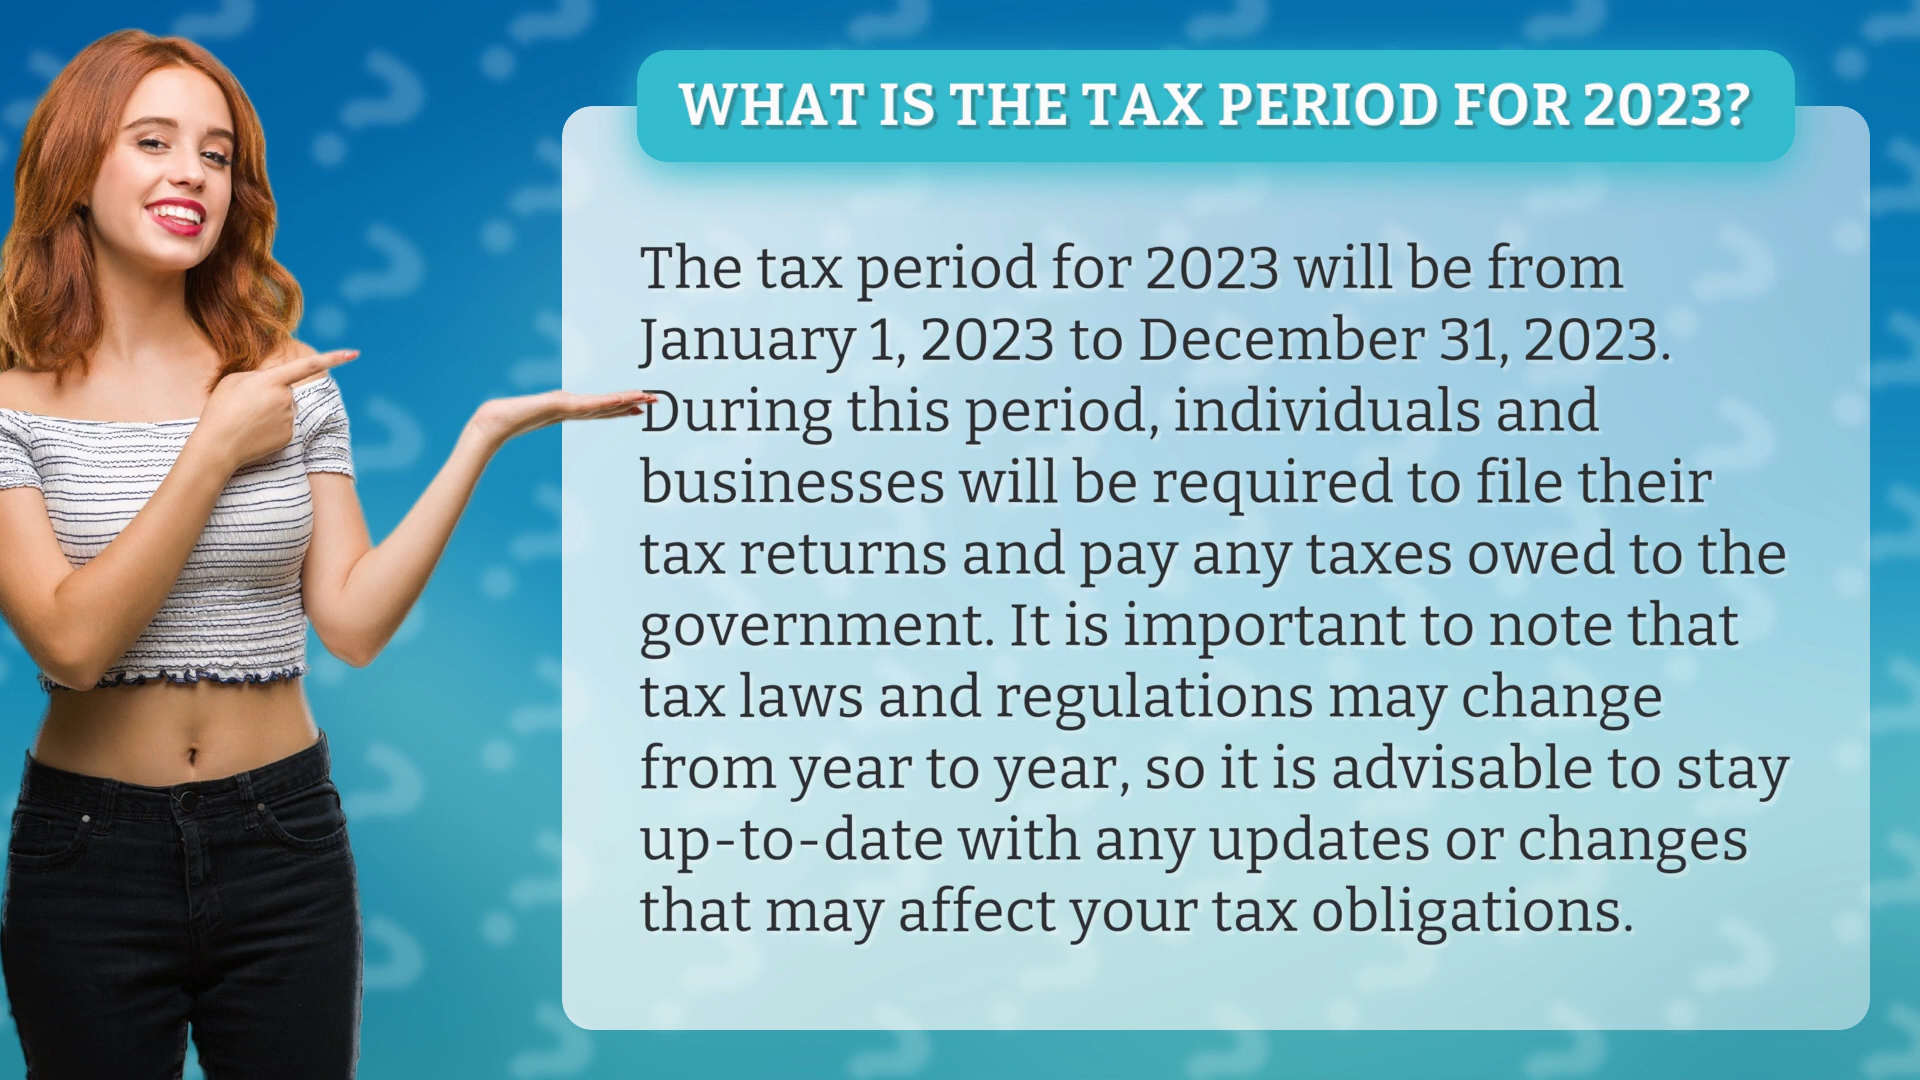 WHAT IS THE TAX PERIOD FOR 2023?
The tax period for 2023 will be from
January 1, 2023 to December 31, 2023.
During this period, individuals and
businesses will be required to file their
tax returns and pay any taxes owed to the
government. It is important to note that
tax laws and regulations may change
from year to year, so it is advisable to stay
up-to-date with any updates or changes
that may affect your tax obligations.